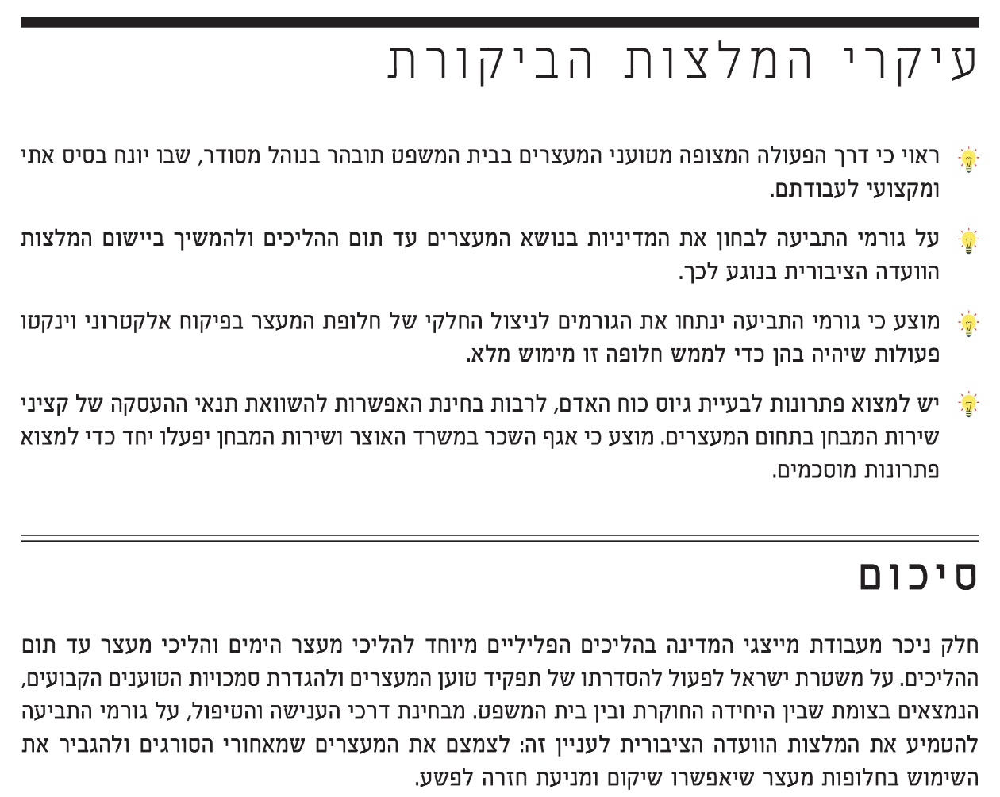 עיקרי המלצות הביקורת
ראוי כי דרך הפעולה המצופה מטועני המעצרים בבית המשפט תובהר בנוהל מסודר, שבו יונח בסיס אתי
ומקצועי לעבודתם.
על גורמי התביעה לבחון את המדיניות בנושא המעצרים עד תום ההליכים ולהמשיך ביישום המלצות
הוועדה הציבורית בנוגע לכך.
מוצע כי גורמי התביעה ינתחו את הגורמים לניצול החלקי של חלופת המעצר בפיקוח אלקטרוני וינקטו
פעולות שיהיה בהן כדי לממש חלופה זו מימוש מלא.
יש למצוא פתרונות לבעיית גיוס כוח האדם, לרבות בחינת האפשרות להשוואת תנאי ההעסקה של קציני
שירות המבחן בתחום המעצרים. מוצע כי אגף השכר במשרד האוצר ושירות המבחן יפעלו יחד כדי למצוא
פתרונות מוסכמים.
סיכום
חלק ניכר מעבודת מייצגי המדינה בהליכים הפליליים מיוחד להליכי מעצר הימים והליכי מעצר עד תום
ההליכים. על משטרת ישראל לפעול להסדרתו של תפקיד טוען המעצרים ולהגדרת סמכויות הטוענים הקבועים,
הנמצאים בצומת שבין היחידה החוקרת ובין בית המשפט. מבחינת דרכי הענישה והטיפול, על גורמי התביעה
להטמיע את המלצות הוועדה הציבורית לעניין זה: לצמצם את המעצרים שמאחורי הסורגים ולהגביר את
השימוש בחלופות מעצר שיאפשרו שיקום ומניעת חזרה לפשע.